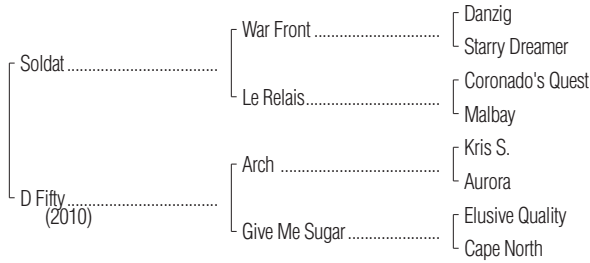 Danzig
War Front ..............................
Starry Dreamer
Soldat.....................................
Coronado's Quest
Le Relais................................
Malbay
Kris S.
Arch ......................................
Aurora
D Fifty.....................................
(2010)
Elusive Quality
Give Me Sugar ......................
Cape North